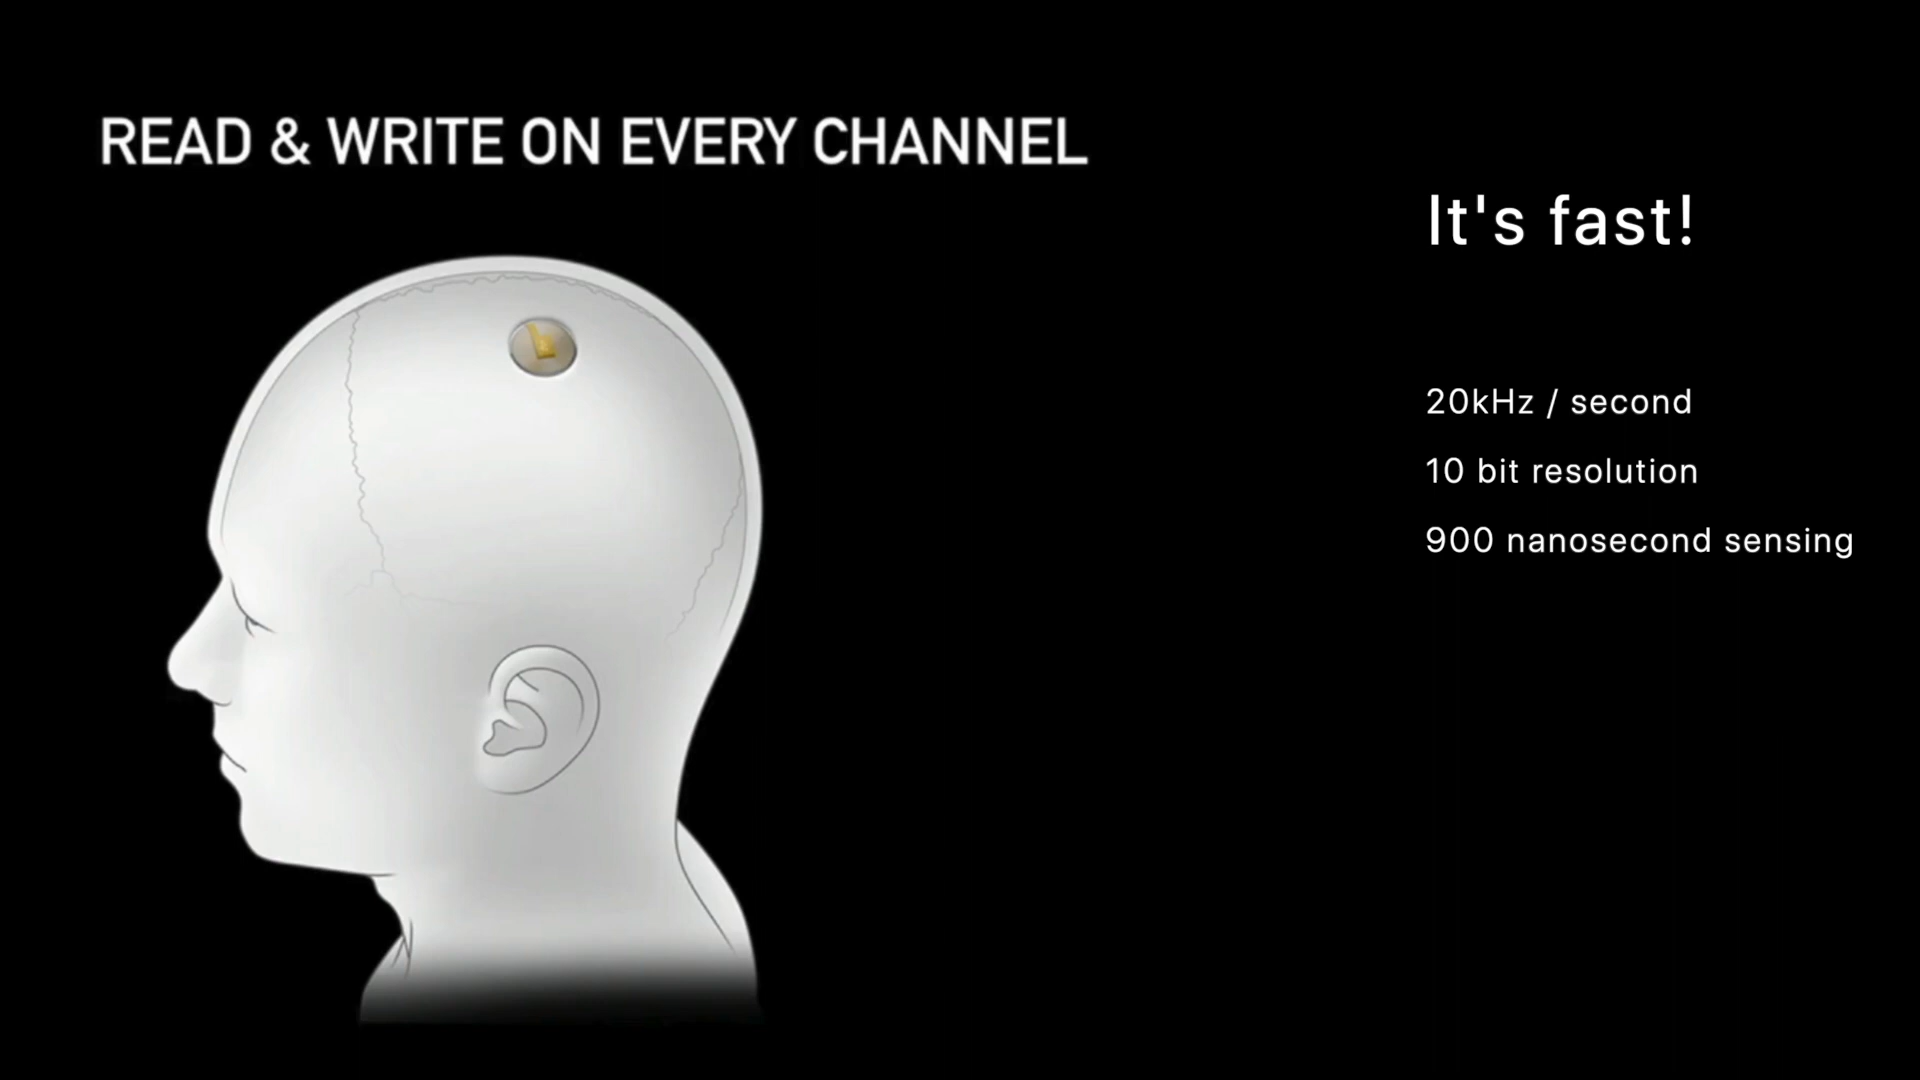 READ & WRITE ON EVERY CHANNEL
It's fast!
20kHz / second
10 bit resolution
900 nanosecond sensing